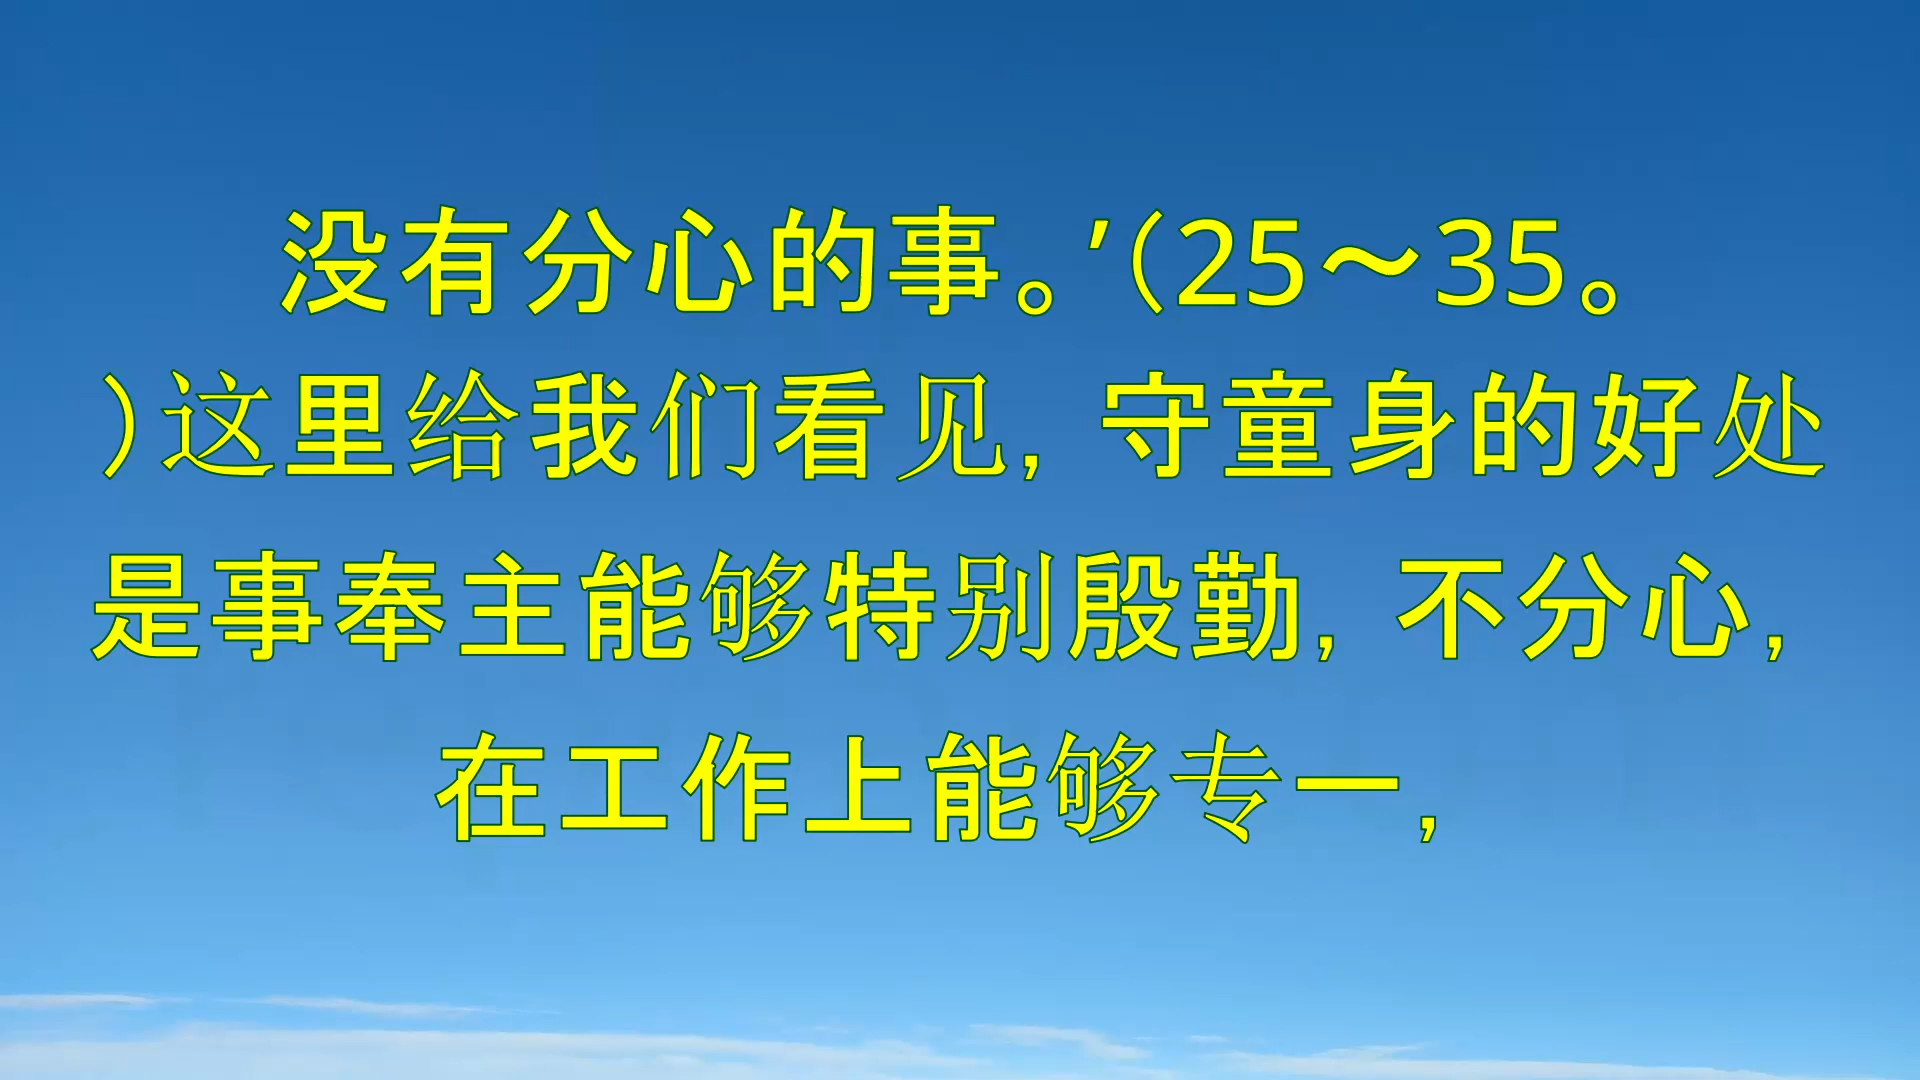 没有分心的事。’（25～35。
）这里给我们看见, 守童身的好处
是事奉主能够特别殷勤, 不分心,
在工作上能够专一,